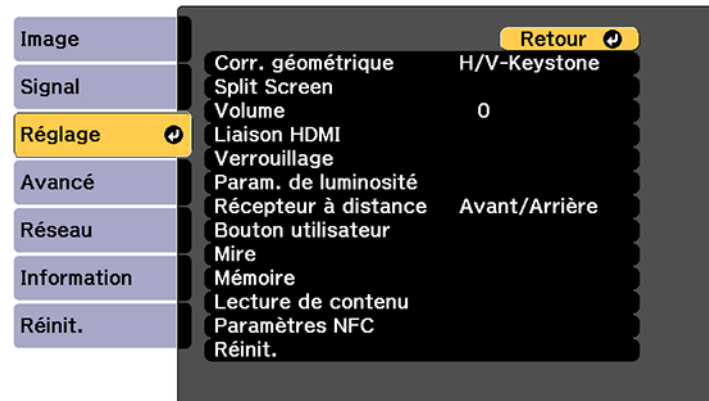 Image
Signal
Réglage
Avancé
Réseau
Information
Réinit.
Retour
Corr. géométrique H/V-Keystone
Split Screen
Volume 0
Liaison HDMI
Verrouillage
Param. de luminosité
Récepteur à distance Avant/Arrière
Bouton utilisateur
Mire
Mémoire
Lecture de contenu
Paramètres NFC
Réinit.